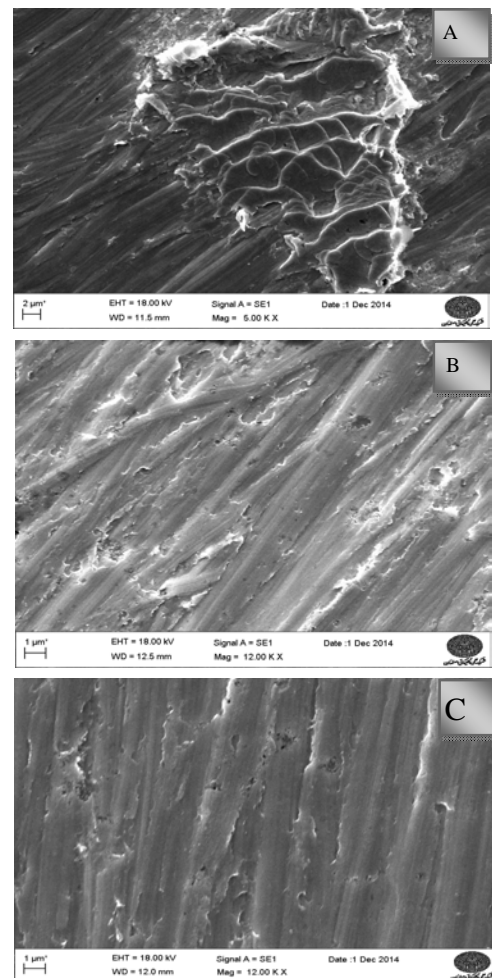 A
2 µm*
EHT = 18.00 kV
Signal A = SE1
Date :1 Dec 2014
WD = 11.5 mm
Mag = 5.00 K X
B
1 µm*
EHT = 18.00 kV
Signal A = SE1
Date :1 Dec 2014
WD = 12.5 mm
Mag = 12.00 K X
C
1 µm*
EHT = 18.00 kV
Signal A = SE1
Date :1 Dec 2014
WD = 12.0 mm
Mag = 12.00 K X